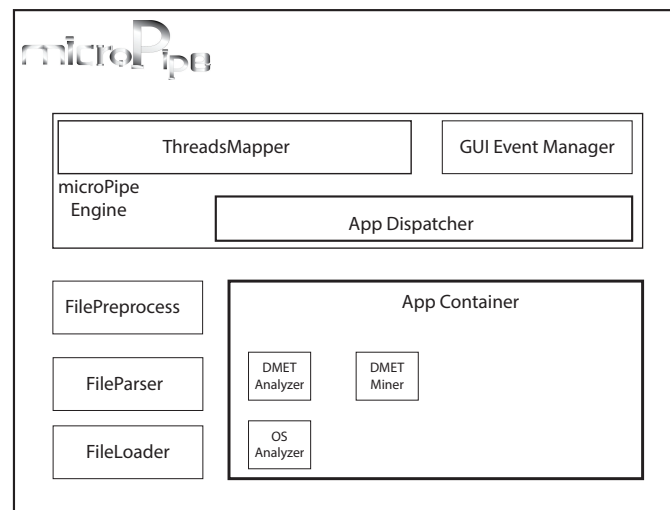 microPipe
ThreadsMapper
GUI Event Manager
microPipe
Engine
App Dispatcher
FilePreprocess
App Container
FileParser
DMET
Analyzer
DMET
Miner
FileLoader
OS
Analyzer